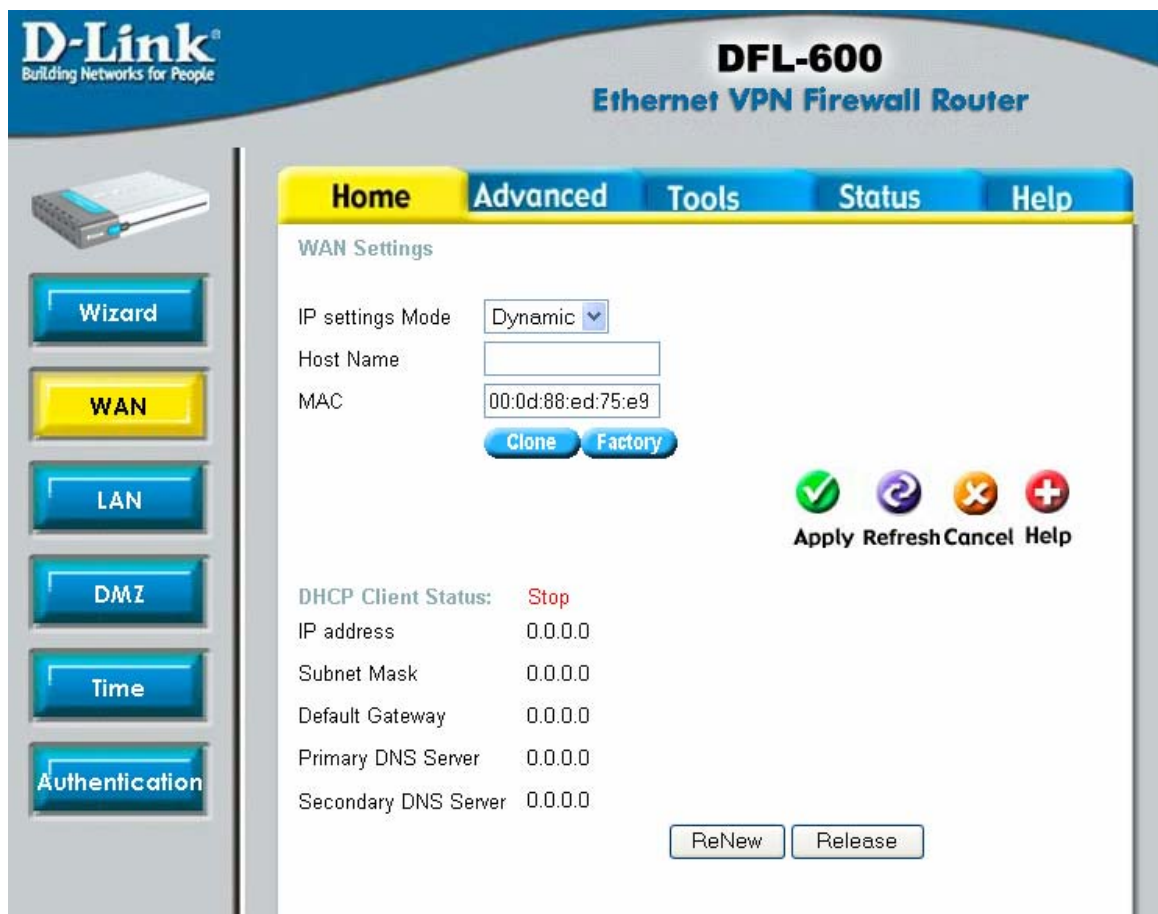 D-Link®
Building Networks for People
DFL-600
Ethernet VPN Firewall Router
Home Advanced Tools Status Help
Wizard
WAN
LAN
DMZ
Time
Authentication
WAN Settings
IP settings Mode Dynamic
Host Name
MAC 00:0d:88:ed:75:e9
Clone Factory
Apply Refresh Cancel Help
DHCP Client Status: Stop
IP address 0.0.0.0
Subnet Mask 0.0.0.0
Default Gateway 0.0.0.0
Primary DNS Server 0.0.0.0
Secondary DNS Server 0.0.0.0
ReNew Release